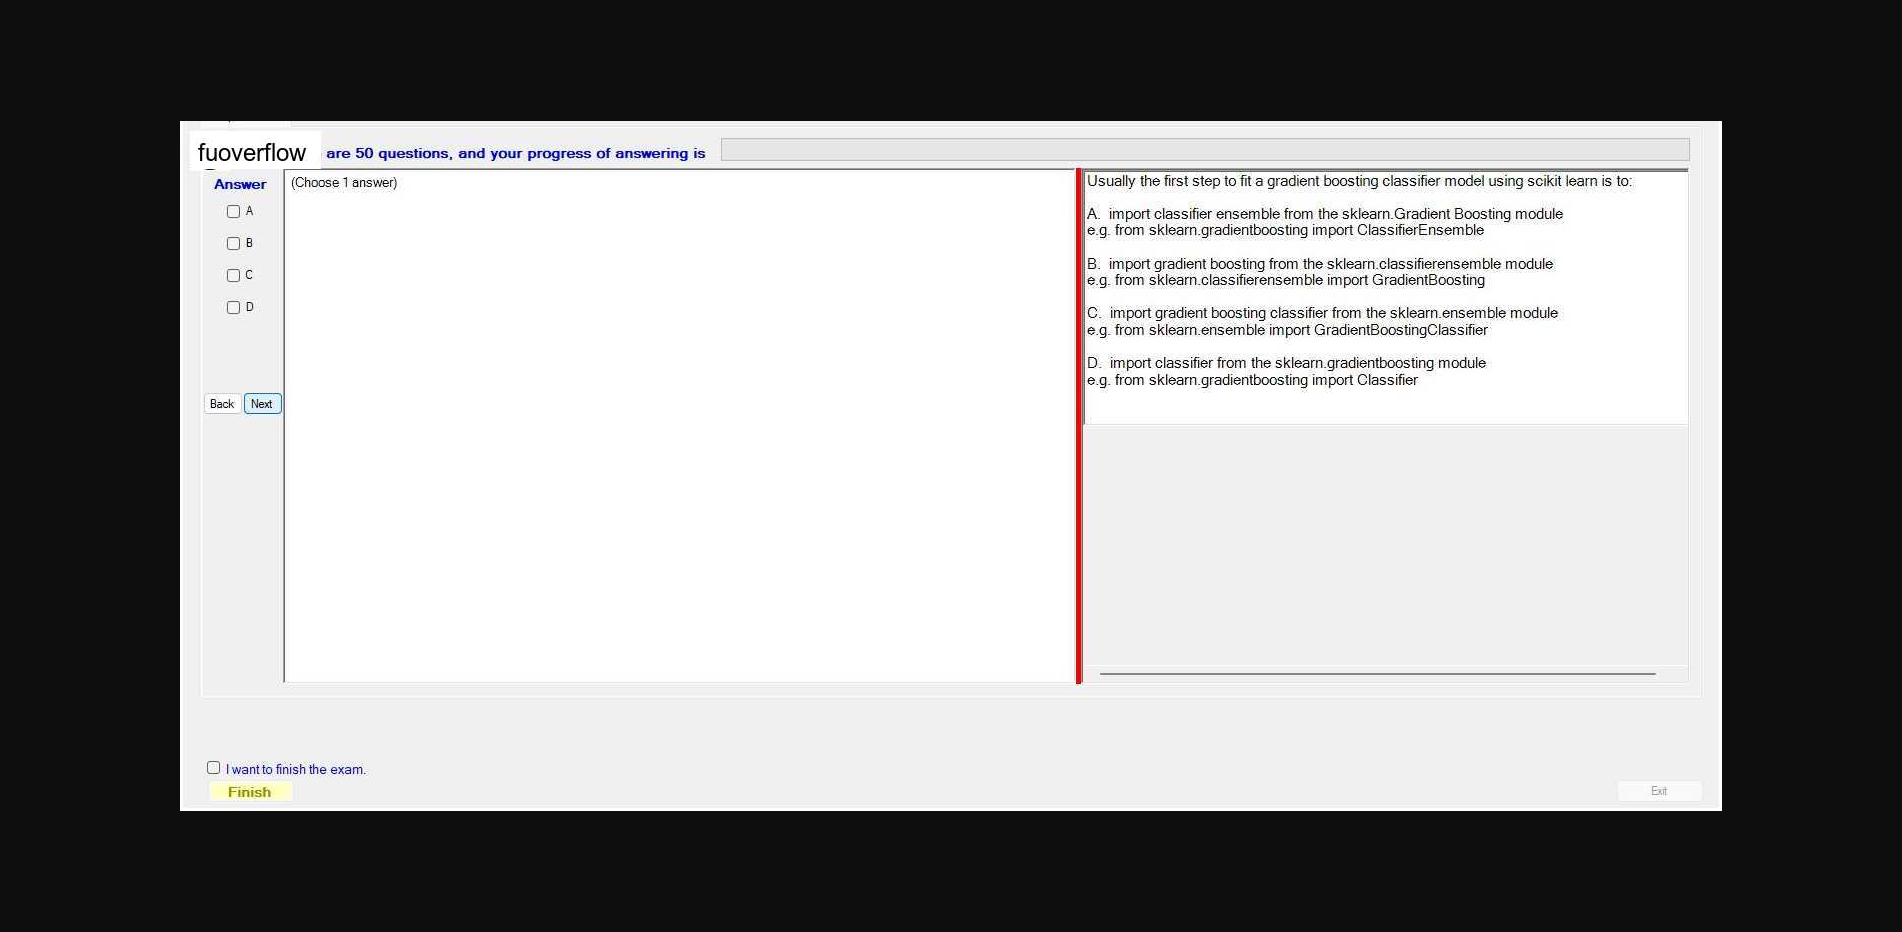 fuoverflow are 50 questions, and your progress of answering is
Answer
(Choose 1 answer)
A
B
C
D
Back Next
Usually the first step to fit a gradient boosting classifier model using scikit learn is to:
A. import classifier ensemble from the sklearn.Gradient Boosting module
e.g. from sklearn.gradientboosting import ClassifierEnsemble
B. import gradient boosting from the sklearn.classifierensemble module
e.g. from sklearn.classifierensemble import GradientBoosting
C. import gradient boosting classifier from the sklearn.ensemble module
e.g. from sklearn.ensemble import GradientBoostingClassifier
D. import classifier from the sklearn.gradientboosting module
e.g. from sklearn.gradientboosting import Classifier
I want to finish the exam.
Finish
Exit